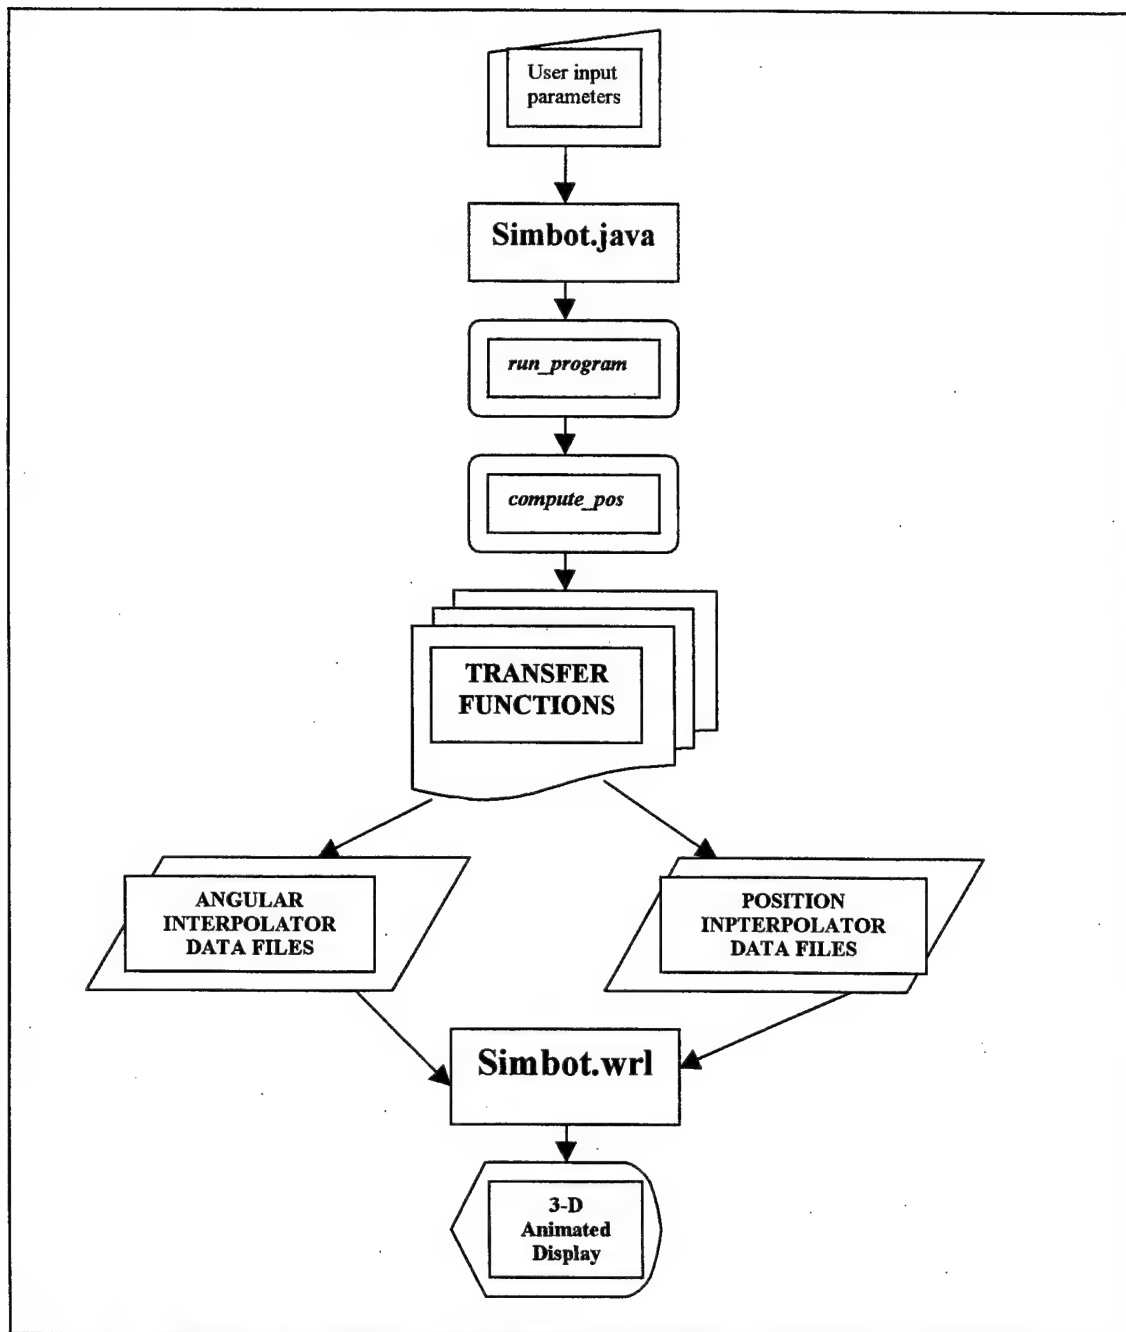 User input
parameters
Simbot.java
run_program
compute_pos
TRANSFER
FUNCTIONS
ANGULAR
INTERPOLATOR
DATA FILES
POSITION
INPTERPOLATOR
DATA FILES
Simbot.wrl
3-D
Animated
Display